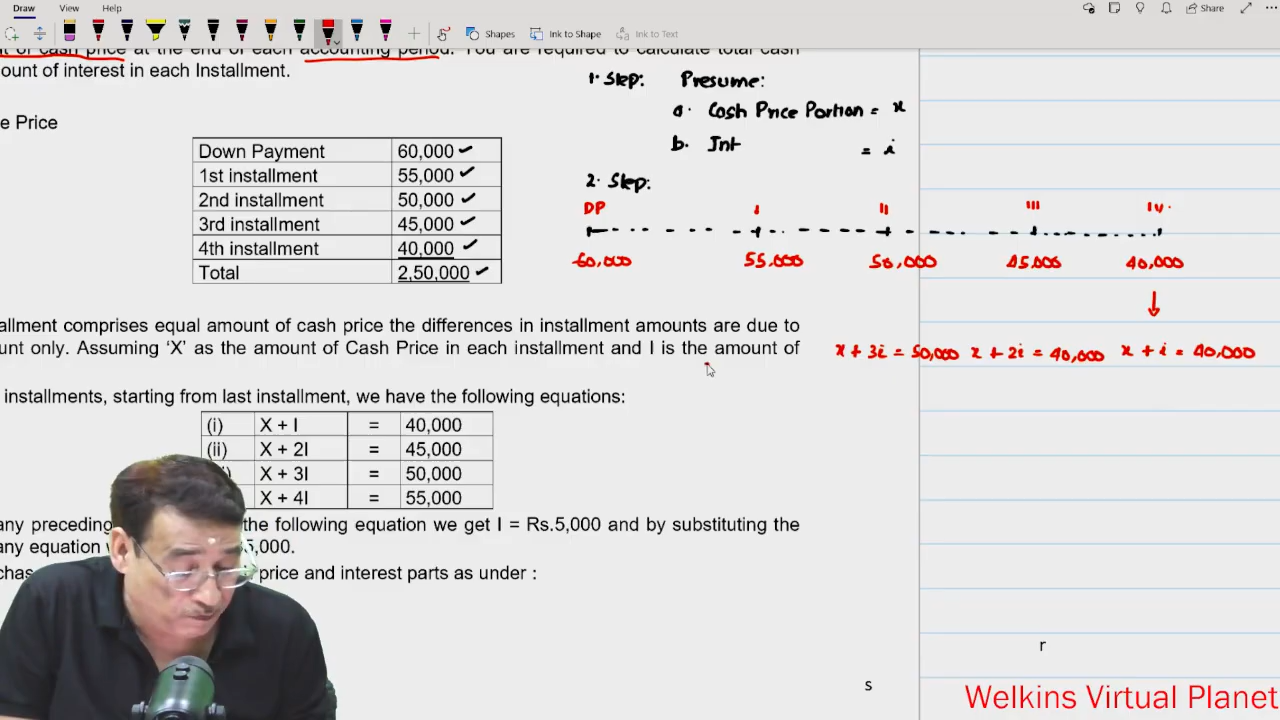 Draw View Help Share
Shapes Ink to Shape Ink to Text
nt of cash price at the end of each accounting period. You are required to calculate total cash
ount of interest in each Installment.
1. Step: Presume:
a. Cash Price Portion = x
b. Int = i
e Price
Down Payment 60,000
1st installment 55,000
2nd installment 50,000
3rd installment 45,000
4th installment 40,000
Total 2,50,000
2. Step:
DP I II III IV
60,000 55,000 50,000 45,000 40,000
allment comprises equal amount of cash price the differences in installment amounts are due to
unt only. Assuming ‘X’ as the amount of Cash Price in each installment and I is the amount of
x + 3i = 50,000 x + 2i = 40,000 x + i = 40,000
installments, starting from last installment, we have the following equations:
(i) X + I = 40,000
(ii) X + 2I = 45,000
X + 3I = 50,000
X + 4I = 55,000
any preceding the following equation we get I = Rs.5,000 and by substituting the
any equation 5,000.
chas price and interest parts as under :
r
s
Welkins Virtual Planet